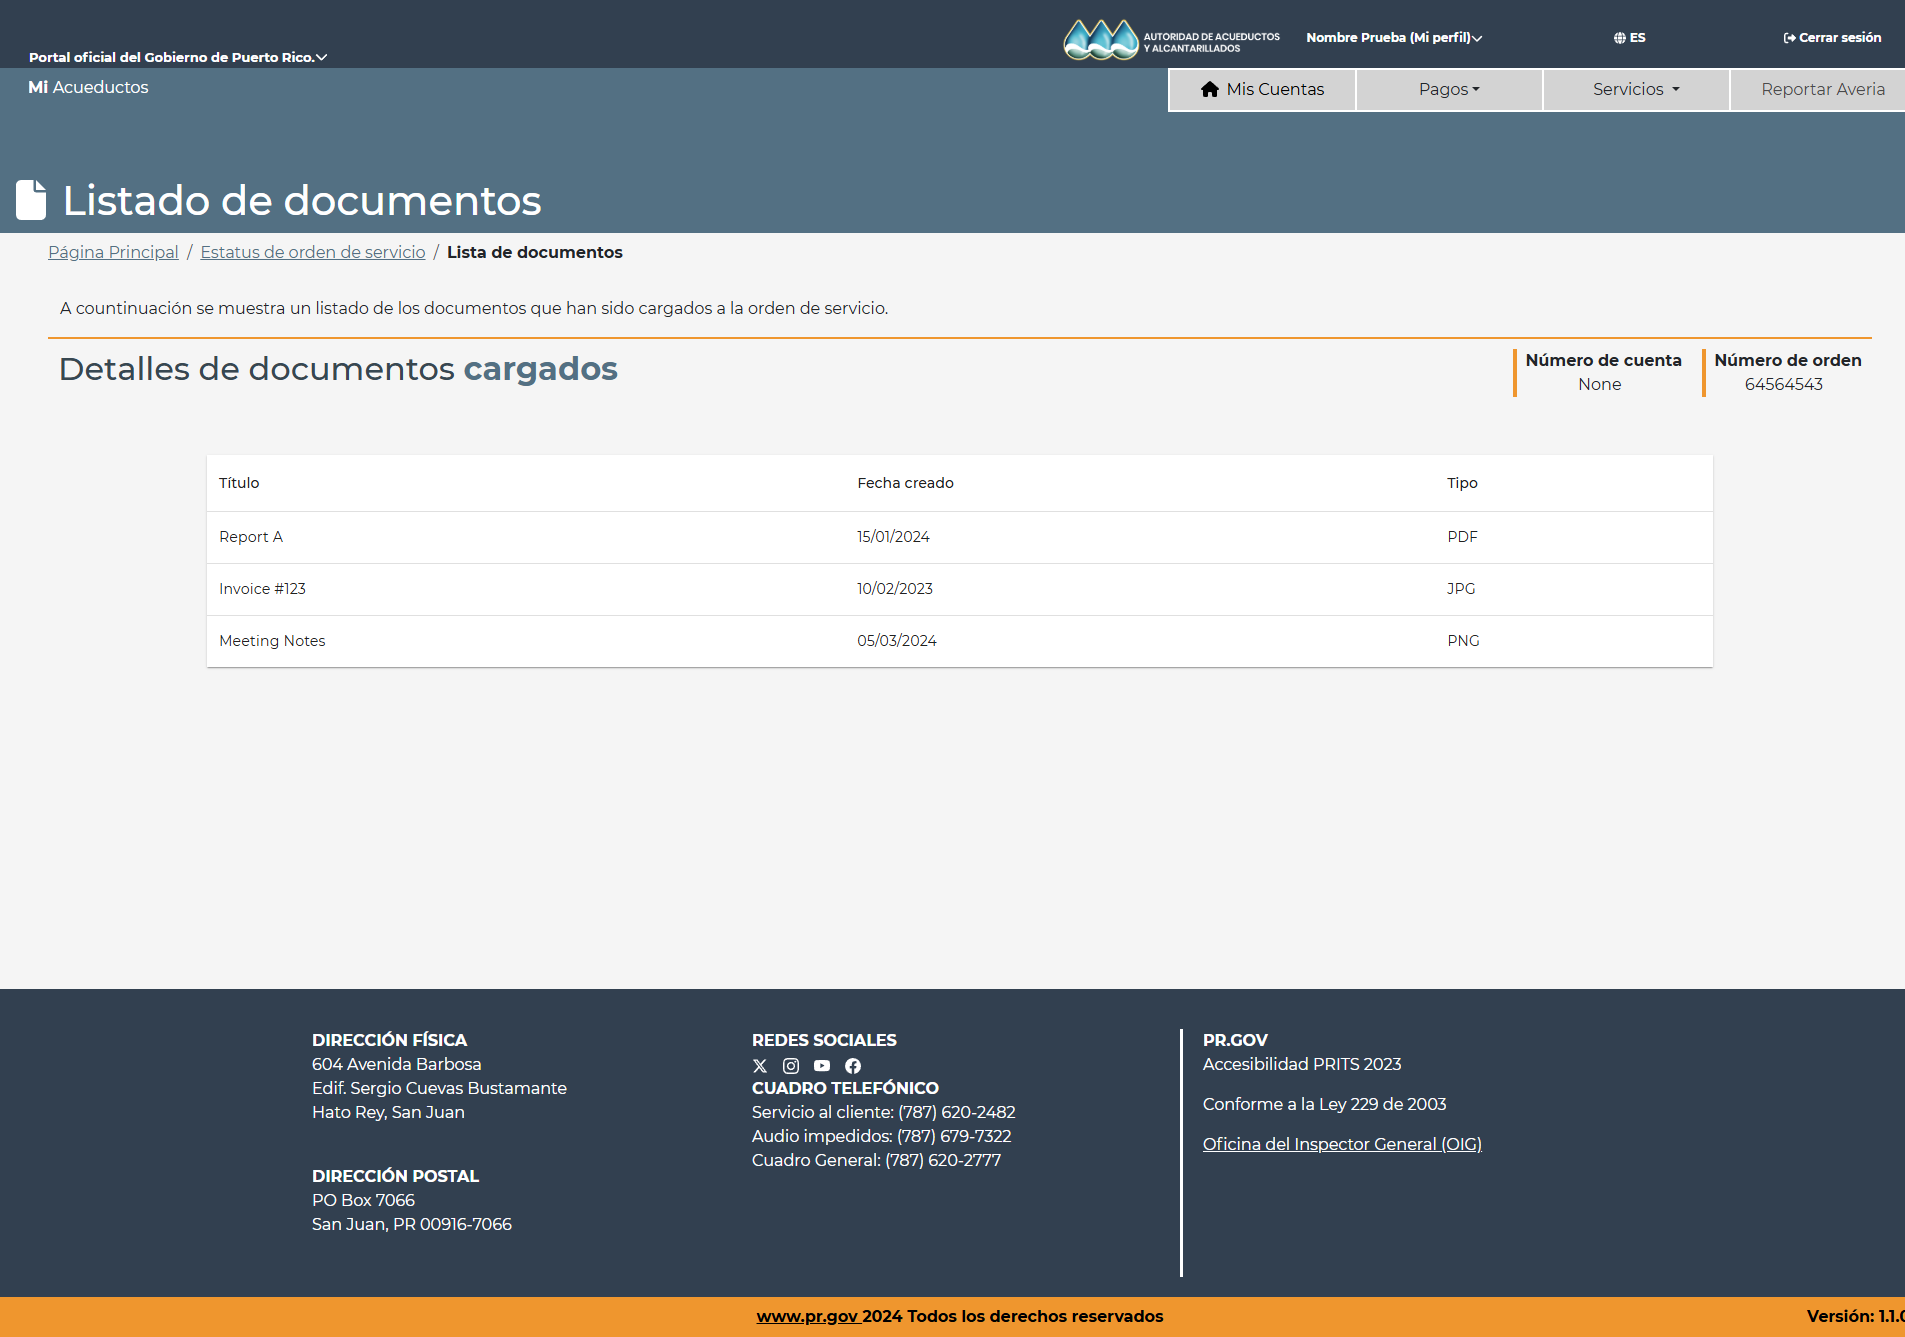 Portal oficial del Gobierno de Puerto Rico.
AUTORIDAD DE ACUEDUCTOS
Y ALCANTARILLADOS
Nombre Prueba (Mi perfil)
ES
Cerrar sesión
Mi Acueductos
Mis Cuentas
Pagos
Servicios
Reportar Averia
Listado de documentos
Página Principal / Estatus de orden de servicio / Lista de documentos
A countinuación se muestra un listado de los documentos que han sido cargados a la orden de servicio.
Detalles de documentos cargados
Número de cuenta
None
Número de orden
64564543
Título Fecha creado Tipo
Report A 15/01/2024 PDF
Invoice #123 10/02/2023 JPG
Meeting Notes 05/03/2024 PNG
DIRECCIÓN FÍSICA
604 Avenida Barbosa
Edif. Sergio Cuevas Bustamante
Hato Rey, San Juan
DIRECCIÓN POSTAL
PO Box 7066
San Juan, PR 00916-7066
REDES SOCIALES
CUADRO TELEFÓNICO
Servicio al cliente: (787) 620-2482
Audio impedidos: (787) 679-7322
Cuadro General: (787) 620-2777
PR.GOV
Accesibilidad PRITS 2023
Conforme a la Ley 229 de 2003
Oficina del Inspector General (OIG)
www.pr.gov 2024 Todos los derechos reservados
Versión: 1.1.0